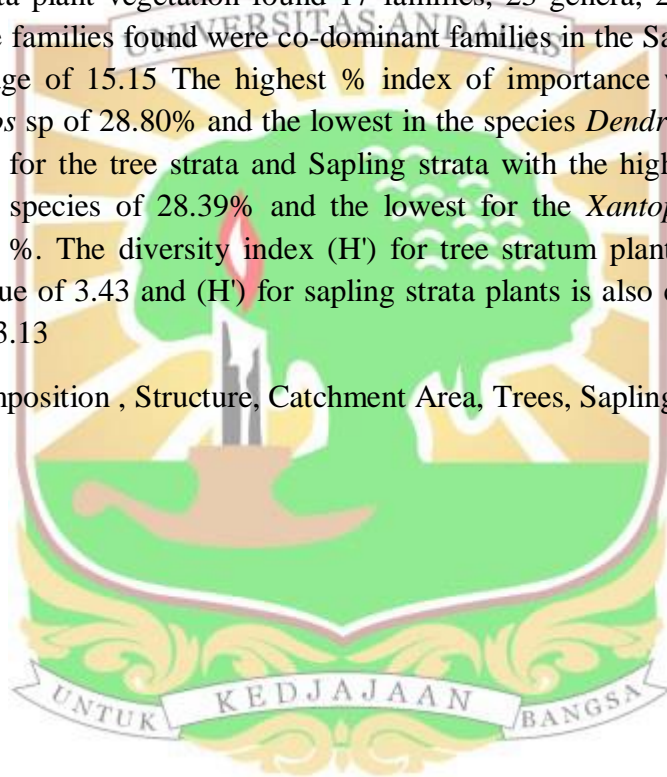 ta plant vegetation found 17 families, 23 genera, 2
UNIVERSITAS ANDALAS
e families found were co-dominant families in the Sa
ge of 15.15 The highest % index of importance
os sp of 28.80% and the lowest in the species Dendr
for the tree strata and Sapling strata with the high
species of 28.39% and the lowest for the Xantop
%. The diversity index (H') for tree stratum plant
ue of 3.43 and (H') for sapling strata plants is also
3.13
position , Structure, Catchment Area, Trees, Sapling
UNTUK KEDJAJAAN BANGSA